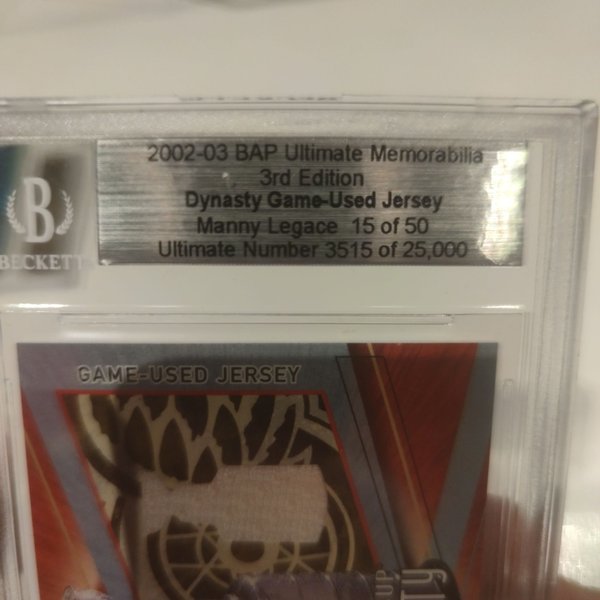 2002-03 BAP Ultimate Memorabilia
3rd Edition
Dynasty Game-Used Jersey
Manny Legace 15 of 50
Ultimate Number 3515 of 25,000
B
BECKETT
GAME-USED JERSEY
UP